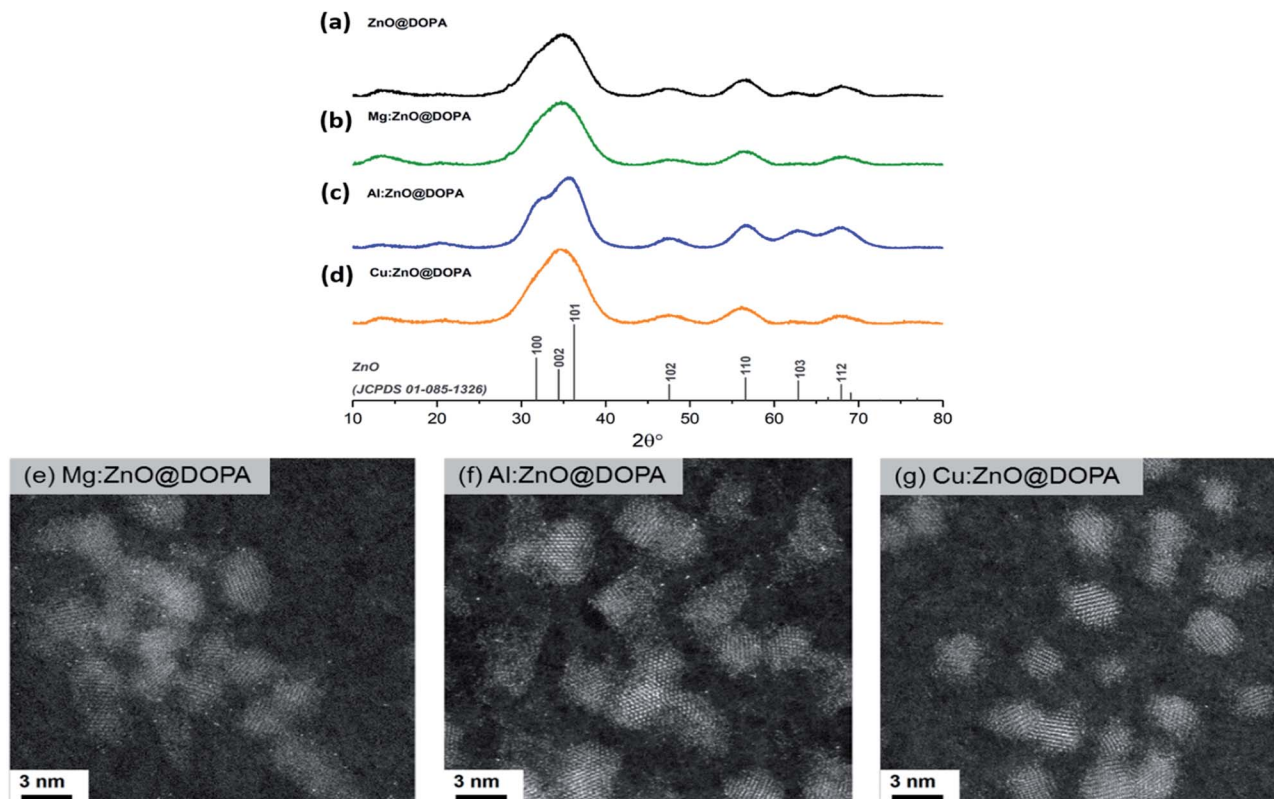 (a) ZnO@DOPA
(b) Mg:ZnO@DOPA
(c) Al:ZnO@DOPA
(d) Cu:ZnO@DOPA
100
002
101
102
110
103
112
ZnO
(JCPDS 01-085-1326)
10 20 30 40 50 60 70 80
2θ°
(e) Mg:ZnO@DOPA
(f) Al:ZnO@DOPA
(g) Cu:ZnO@DOPA
3 nm
3 nm
3 nm